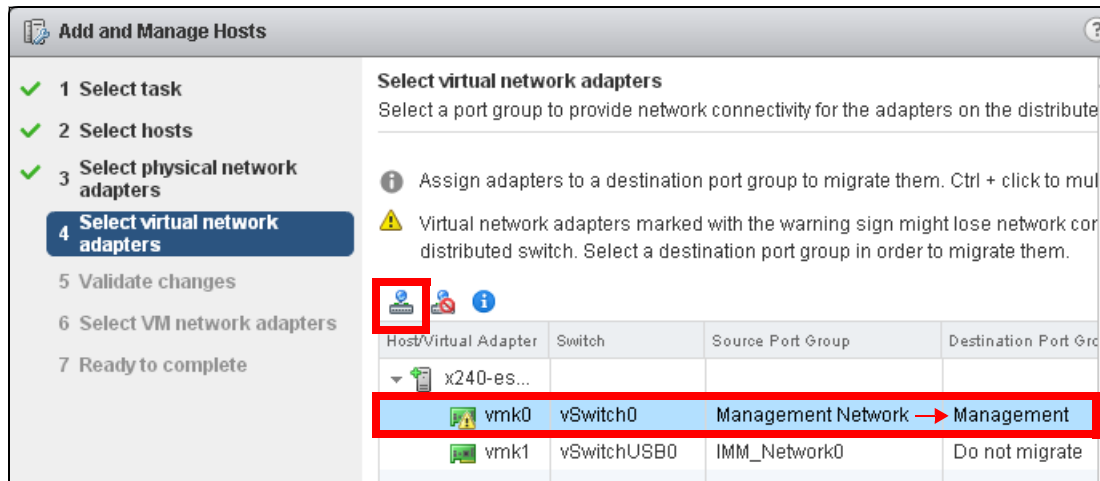 Add and Manage Hosts
?
1 Select task
2 Select hosts
3 Select physical network
adapters
4 Select virtual network
adapters
5 Validate changes
6 Select VM network adapters
7 Ready to complete
Select virtual network adapters
Select a port group to provide network connectivity for the adapters on the distribute
Assign adapters to a destination port group to migrate them. Ctrl + click to mul
Virtual network adapters marked with the warning sign might lose network cor
distributed switch. Select a destination port group in order to migrate them.
Host/Virtual Adapter Switch Source Port Group Destination Port Gro
x240-es...
vmk0 vSwitch0 Management Network Management
vmk1 vSwitchUSB0 IMM_Network0 Do not migrate